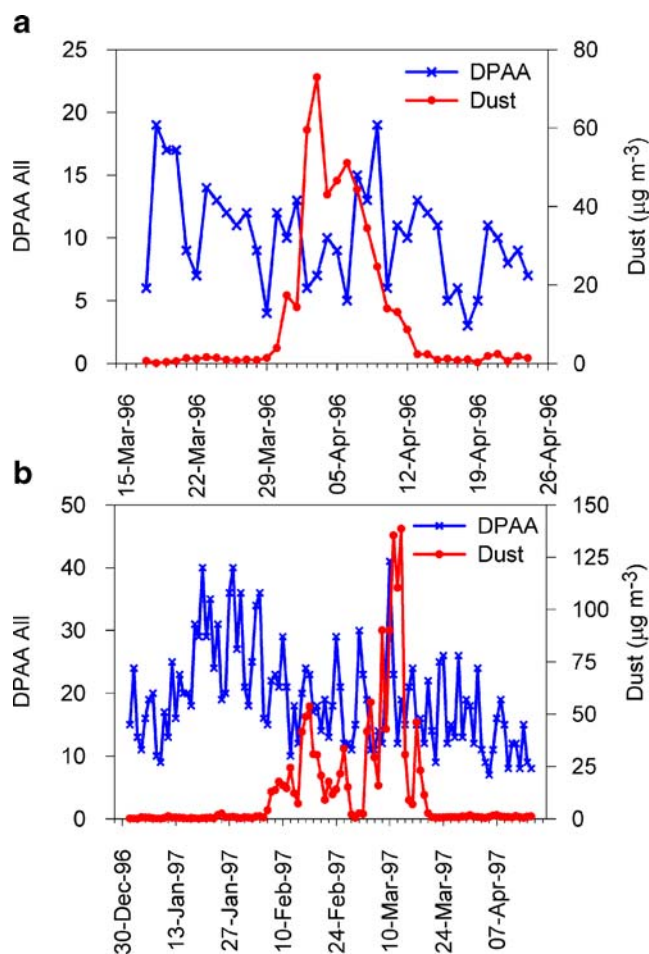 a
25
20
15
10
5
0
DPAA All
80
60
40
20
0
Dust (µg m-3)
DPAA
Dust
15-Mar-96
22-Mar-96
29-Mar-96
05-Apr-96
12-Apr-96
19-Apr-96
26-Apr-96
b
50
40
30
20
10
0
DPAA All
150
125
100
75
50
25
0
Dust (µg m-3)
DPAA
Dust
30-Dec-96
13-Jan-97
27-Jan-97
10-Feb-97
24-Feb-97
10-Mar-97
24-Mar-97
07-Apr-97